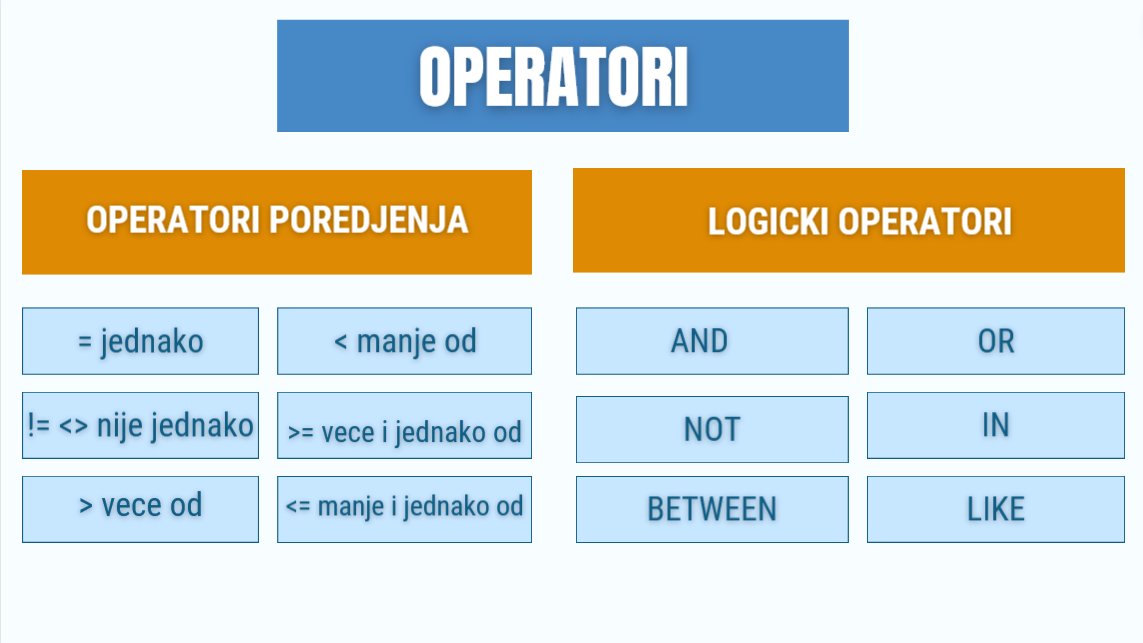 OPERATORI
OPERATORI POREDJENJA
= jednako
< manje od
!= <> nije jednako
>= vece i jednako od
> vece od
<= manje i jednako od
LOGICKI OPERATORI
AND
OR
NOT
IN
BETWEEN
LIKE